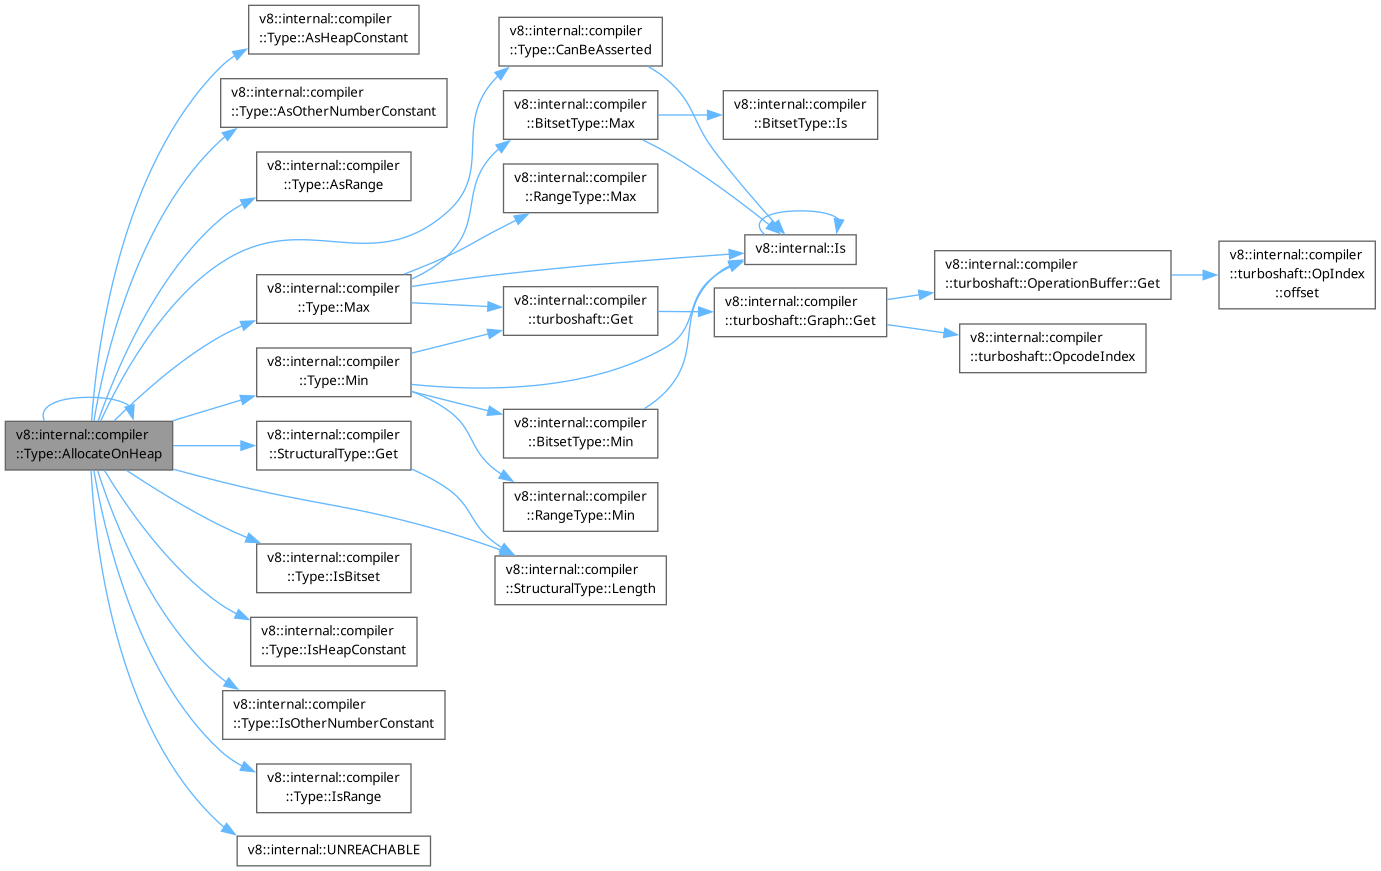 v8::internal::compiler
::Type::AllocateOnHeap
v8::internal::compiler
::Type::AsHeapConstant
v8::internal::compiler
::Type::AsOtherNumberConstant
v8::internal::compiler
::Type::AsRange
v8::internal::compiler
::Type::Max
v8::internal::compiler
::Type::Min
v8::internal::compiler
::StructuralType::Get
v8::internal::compiler
::Type::IsBitset
v8::internal::compiler
::Type::IsHeapConstant
v8::internal::compiler
::Type::IsOtherNumberConstant
v8::internal::compiler
::Type::IsRange
v8::internal::UNREACHABLE
v8::internal::compiler
::Type::CanBeAsserted
v8::internal::compiler
::BitsetType::Max
v8::internal::compiler
::RangeType::Max
v8::internal::compiler
::turboshaft::Get
v8::internal::compiler
::BitsetType::Min
v8::internal::compiler
::RangeType::Min
v8::internal::compiler
::StructuralType::Length
v8::internal::compiler
::BitsetType::Is
v8::internal::Is
v8::internal::compiler
::turboshaft::Graph::Get
v8::internal::compiler
::turboshaft::OperationBuffer::Get
v8::internal::compiler
::turboshaft::OpcodeIndex
v8::internal::compiler
::turboshaft::OpIndex
::offset